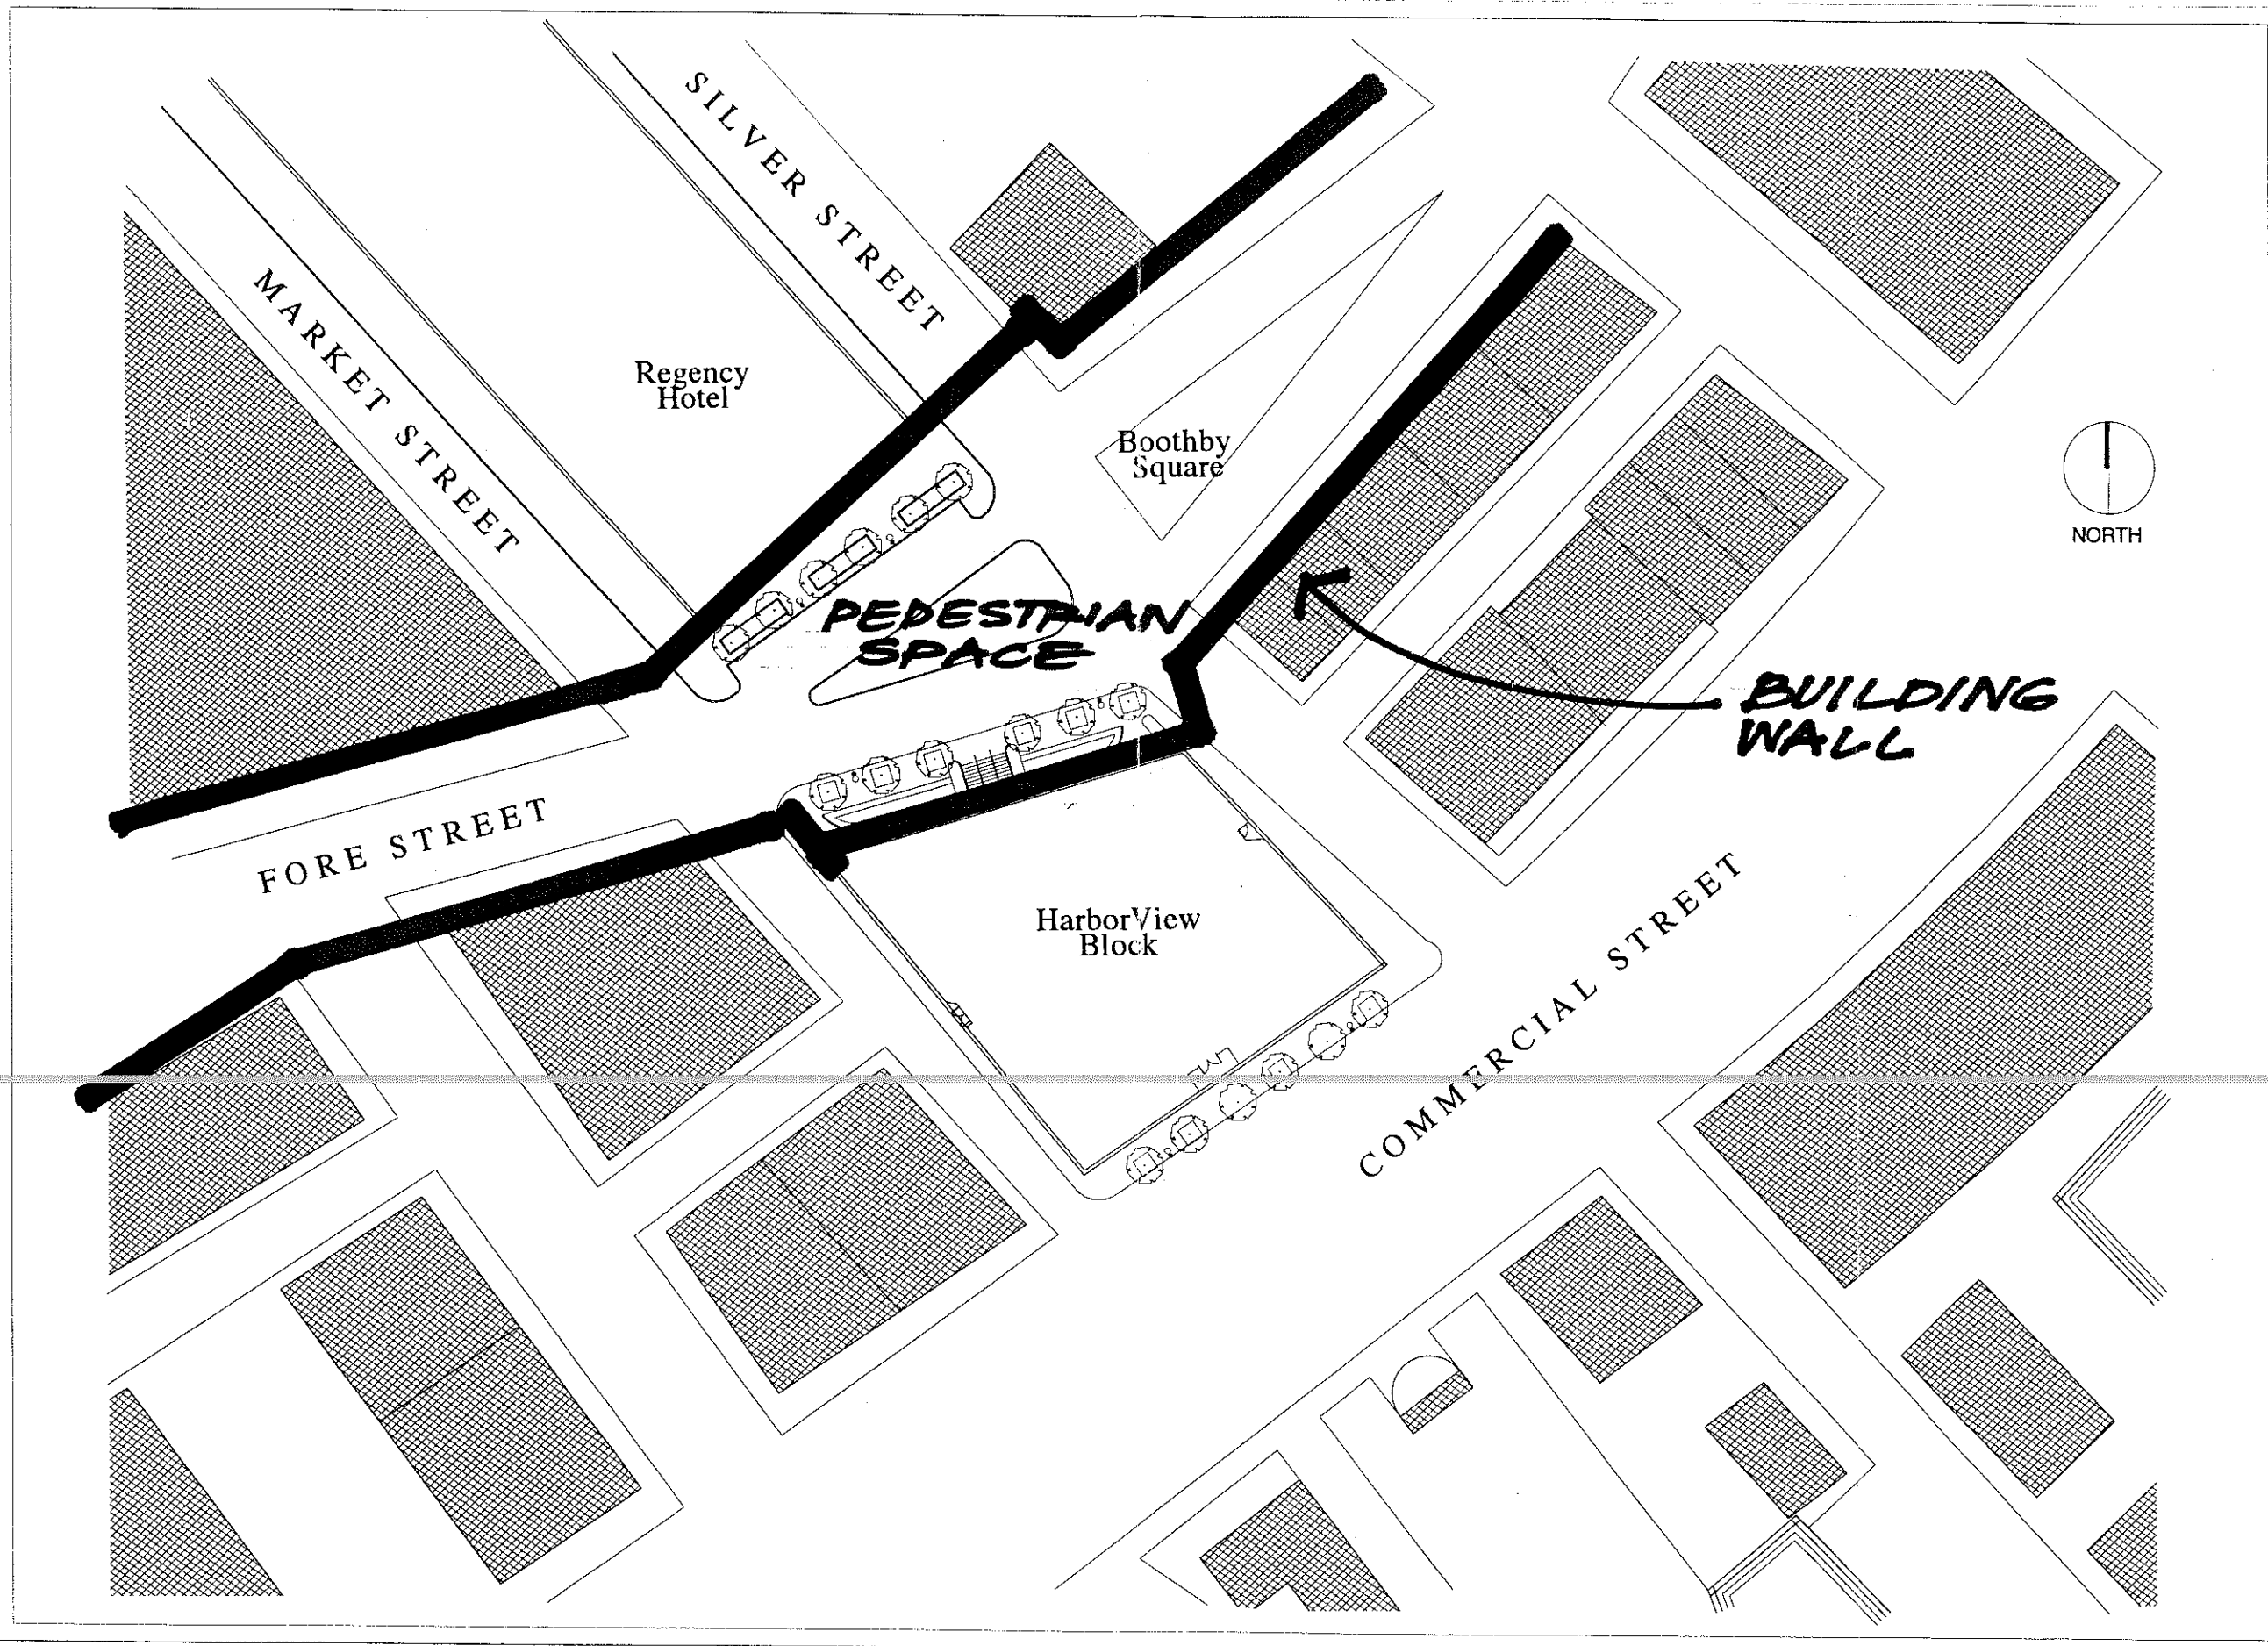 SILVER STREET
MARKET STREET
Regency
Hotel
Boothby
Square
NORTH
PEDESTRIAN
SPACE
BUILDING
WALL
FORE STREET
HarborView
Block
COMMERCIAL STREET